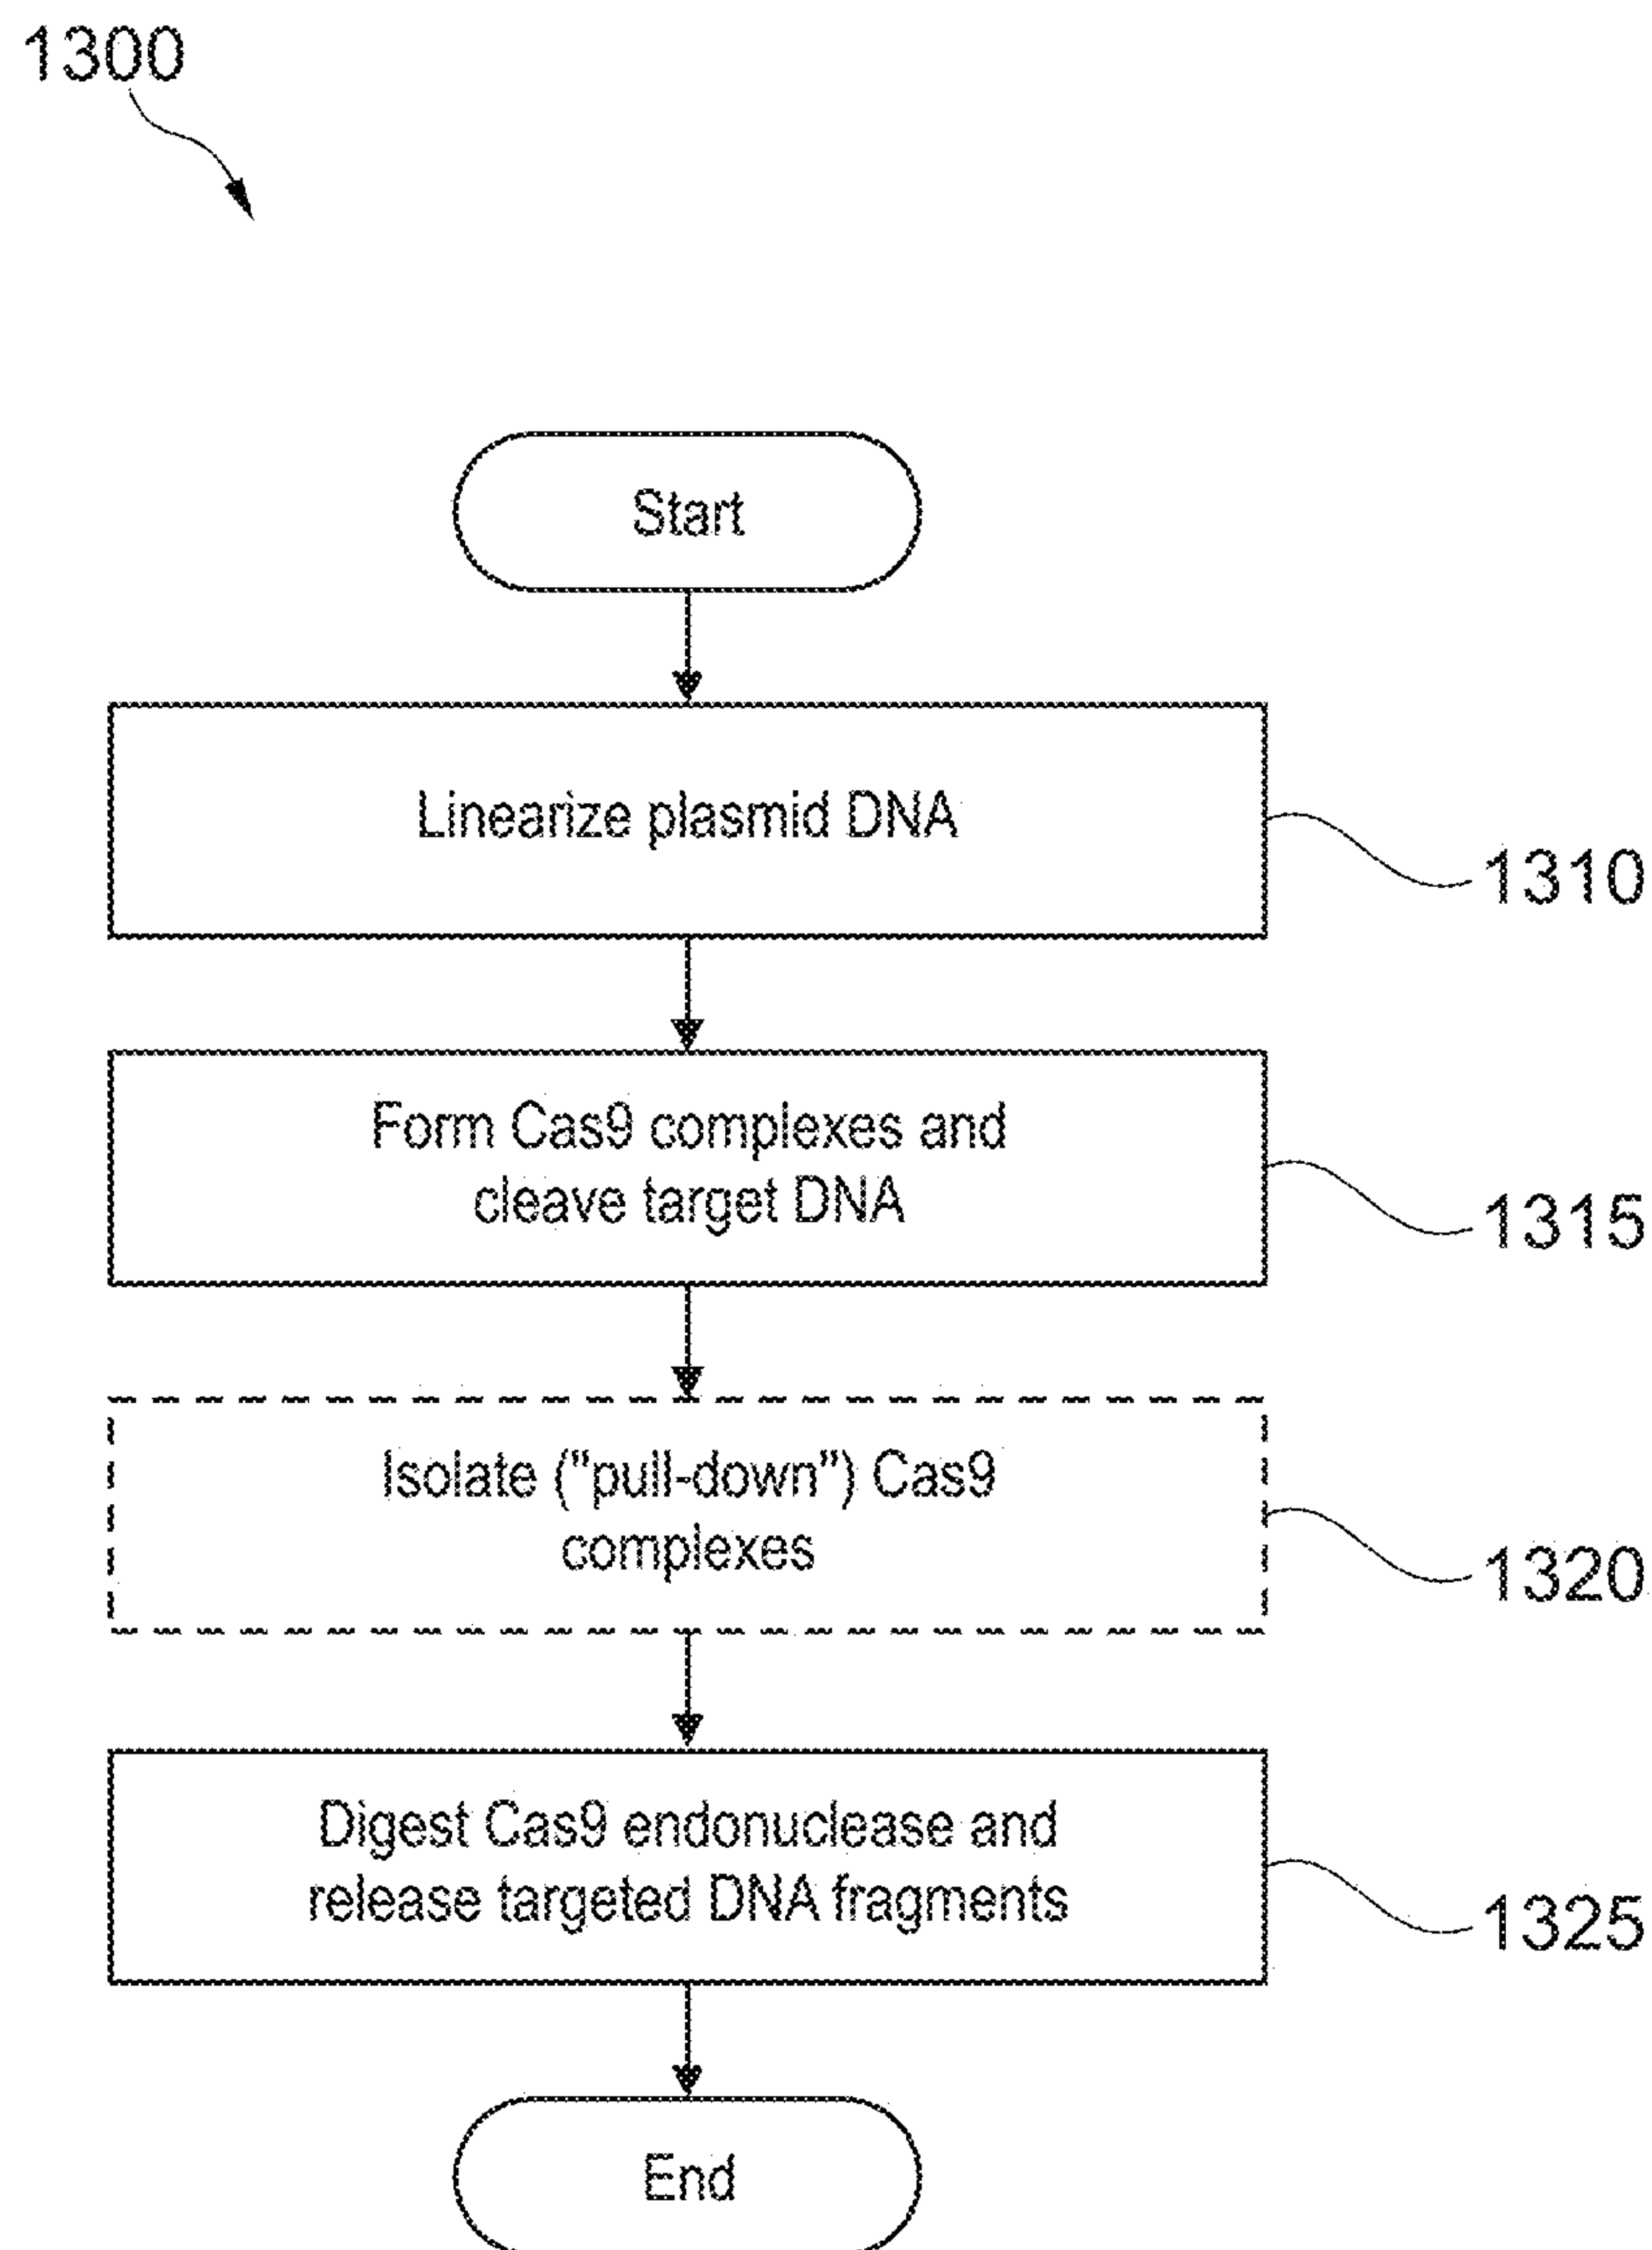 1300
Start
Linearize plasmid DNA
1310
Form Cas9 complexes and
cleave target DNA
1315
Isolate ("pull-down") Cas9
complexes
1320
Digest Cas9 endonuclease and
release targeted DNA fragments
1325
End